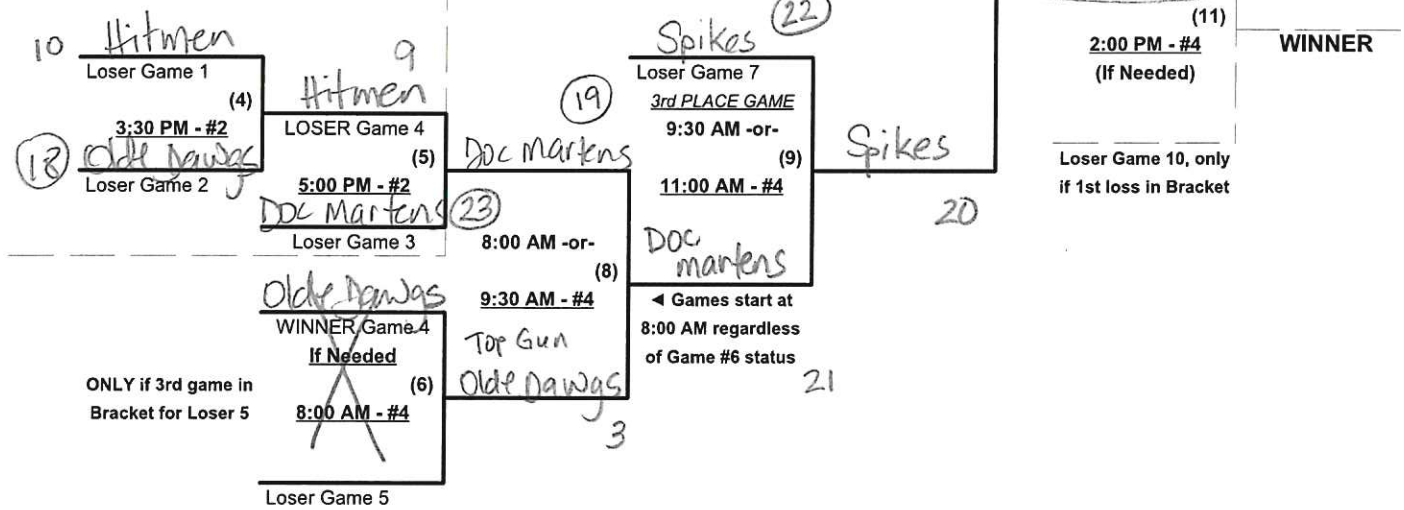 22
(11)
10 Hitmen
9
Spikes
2:00 PM - #4
WINNER
Loser Game 1
Loser Game 7
(If Needed)
(4)
Hitmen
19
3rd PLACE GAME
3:30 PM - #2
LOSER Game 4
9:30 AM -or-
18 Olde Dawgs
(5)
Doc Martens
(9)
Spikes
Loser Game 10, only
if 1st loss in Bracket
Loser Game 2
5:00 PM - #2
11:00 AM - #4
Doc Martens 23
20
Loser Game 3
8:00 AM -or-
Doc
martens
(8)
Olde Dawgs
9:30 AM - #4
◄ Games start at
8:00 AM regardless
of Game #6 status
WINNER Game 4
If Needed
Top Gun
ONLY if 3rd game in
Bracket for Loser 5
(6)
Olde Dawgs
21
8:00 AM - #4
3
Loser Game 5